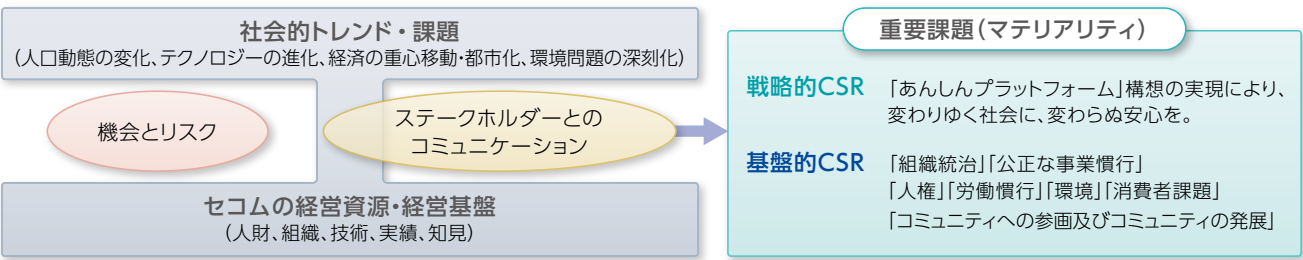 社会的トレンド・課題
(人口動態の変化、テクノロジーの進化、経済の重心移動・都市化、環境問題の深刻化)
機会とリスク
ステークホルダーとの
コミュニケーション
セコムの経営資源・経営基盤
(人財、組織、技術、実績、知見)
重要課題(マテリアリティ)
戦略的CSR 「あんしんプラットフォーム」構想の実現により、
変わりゆく社会に、変わらぬ安心を。
基盤的CSR 「組織統治」「公正な事業慣行」
「人権」「労働慣行」「環境」「消費者課題」
「コミュニティへの参画及びコミュニティの発展」